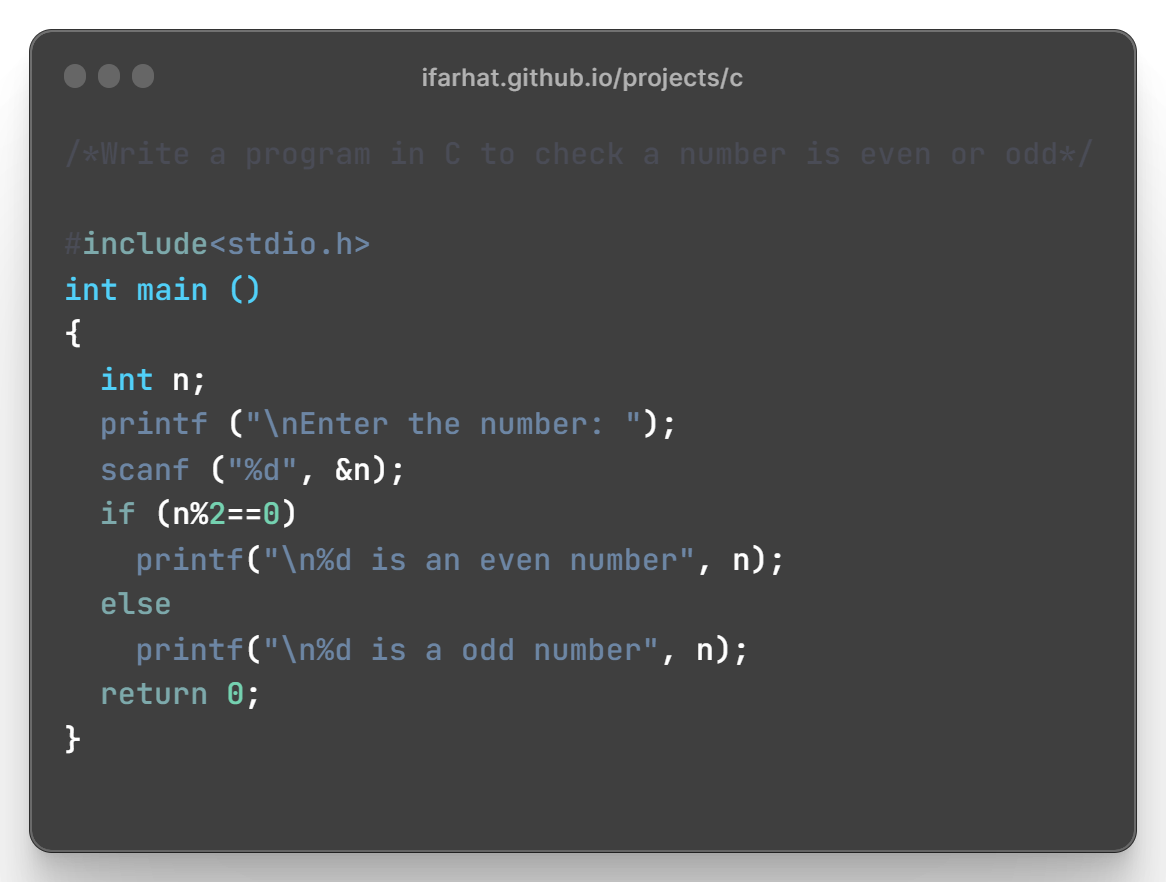 ifarhat.github.io/projects/c
/*Write a program in C to check a number is even or odd*/
#include<stdio.h>
int main ()
{
  int n;
  printf ("\nEnter the number: ");
  scanf ("%d", &n);
  if (n%2==0)
    printf("\n%d is an even number", n);
  else
    printf("\n%d is a odd number", n);
  return 0;
}